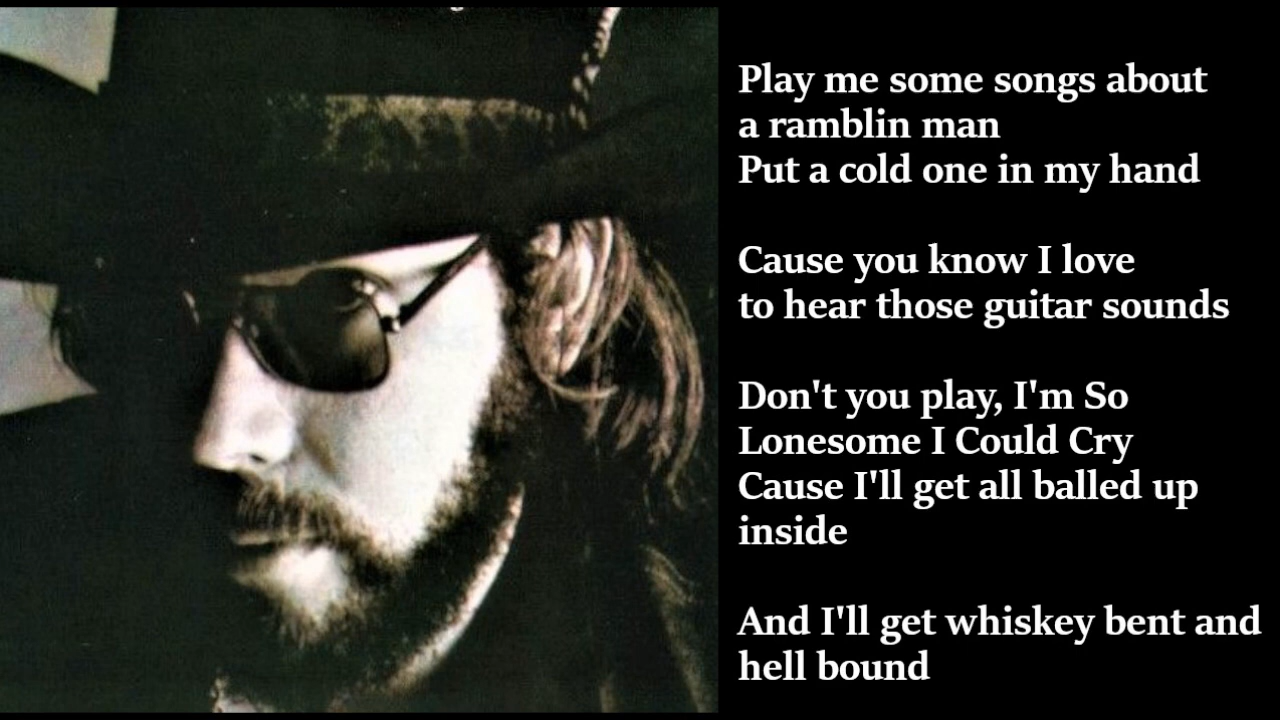 Play me some songs about
a ramblin man
Put a cold one in my hand
Cause you know I love
to hear those guitar sounds
Don't you play, I'm So
Lonesome I Could Cry
Cause I'll get all balled up
inside
And I'll get whiskey bent and
hell bound